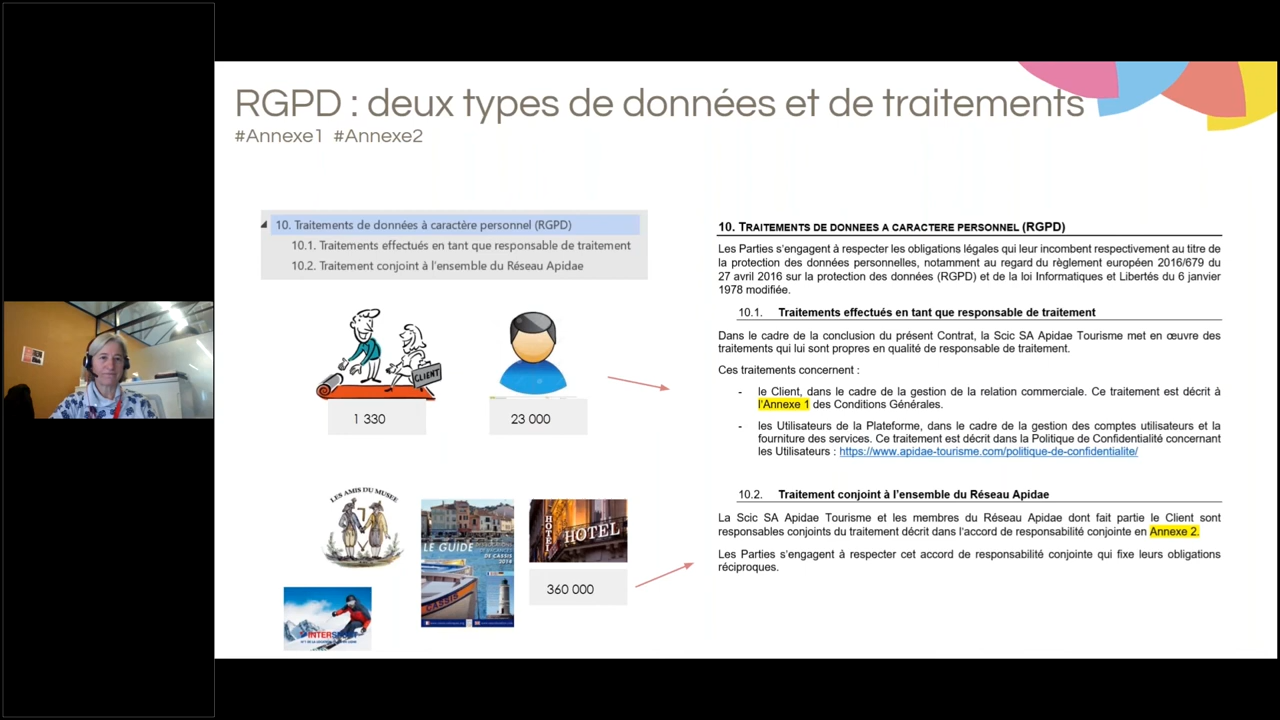 RGPD : deux types de données et de traitements
#Annexe1 #Annexe2
10. Traitements de données à caractère personnel (RGPD)
10.1. Traitements effectués en tant que responsable de traitement
10.2. Traitement conjoint à l'ensemble du Réseau Apidae
CLIENT
1 330
23 000
LES AMIS DU MUSEE
LE GUIDE
DE CASSIS
2014
CASSIS
HOTEL
HOTEL
360 000
INTERSPORT
10. TRAITEMENTS DE DONNEES A CARACTERE PERSONNEL (RGPD)
Les Parties s'engagent à respecter les obligations légales qui leur incombent respectivement au titre de
la protection des données personnelles, notamment au regard du règlement européen 2016/679 du
27 avril 2016 sur la protection des données (RGPD) et de la loi Informatiques et Libertés du 6 janvier
1978 modifiée.
10.1. Traitements effectués en tant que responsable de traitement
Dans le cadre de la conclusion du présent Contrat, la Scic SA Apidae Tourisme met en œuvre des
traitements qui lui sont propres en qualité de responsable de traitement.
Ces traitements concernent :
- le Client, dans le cadre de la gestion de la relation commerciale. Ce traitement est décrit à
l'Annexe 1 des Conditions Générales.
- les Utilisateurs de la Plateforme, dans le cadre de la gestion des comptes utilisateurs et la
fourniture des services. Ce traitement est décrit dans la Politique de Confidentialité concernant
les Utilisateurs : https://www.apidae-tourisme.com/politique-de-confidentialite/
10.2. Traitement conjoint à l'ensemble du Réseau Apidae
La Scic SA Apidae Tourisme et les membres du Réseau Apidae dont fait partie le Client sont
responsables conjoints du traitement décrit dans l'accord de responsabilité conjointe en Annexe 2.
Les Parties s'engagent à respecter cet accord de responsabilité conjointe qui fixe leurs obligations
réciproques.